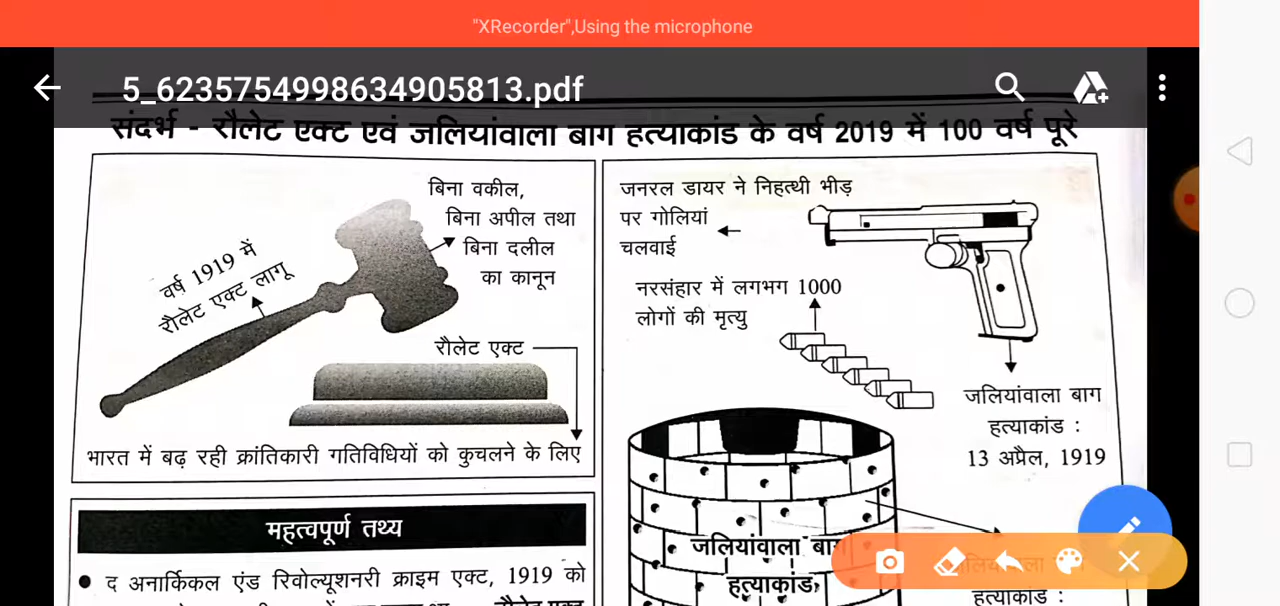 "XRecorder",Using the microphone
5_6235754998634905813.pdf
संदर्भ - रौलेट एक्ट एवं जलियांवाला बाग हत्याकांड के वर्ष 2019 में 100 वर्ष पूरे
बिना वकील,
बिना अपील तथा
बिना दलील
का कानून
वर्ष 1919 में
रौलेट एक्ट लागू
रौलेट एक्ट
भारत में बढ़ रही क्रांतिकारी गतिविधियों को कुचलने के लिए
महत्वपूर्ण तथ्य
● द अनार्किकल एंड रिवोल्यूशनरी क्राइम एक्ट, 1919 को
रौलेट एक्ट
जनरल डायर ने निहत्थी भीड़
पर गोलियां
चलवाई
नरसंहार में लगभग 1000
लोगों की मृत्यु
जलियांवाला बाग
हत्याकांड :
13 अप्रैल, 1919
जलियांवाला बाग
हत्याकांड
हत्याकांड :